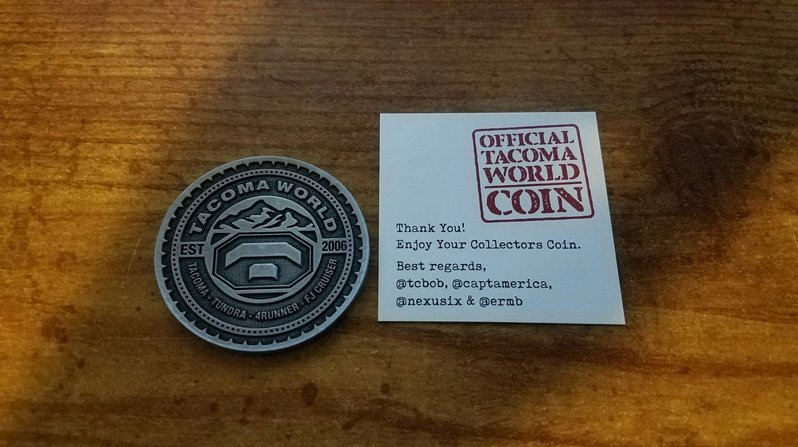 TACOMA WORLD
EST 2006
TACOMA - TUNDRA - 4RUNNER - FJ CRUISER
OFFICIAL
TACOMA
WORLD
COIN
Thank You!
Enjoy Your Collectors Coin.
Best regards,
@tcbob, @captamerica,
@nexusix & @ermb